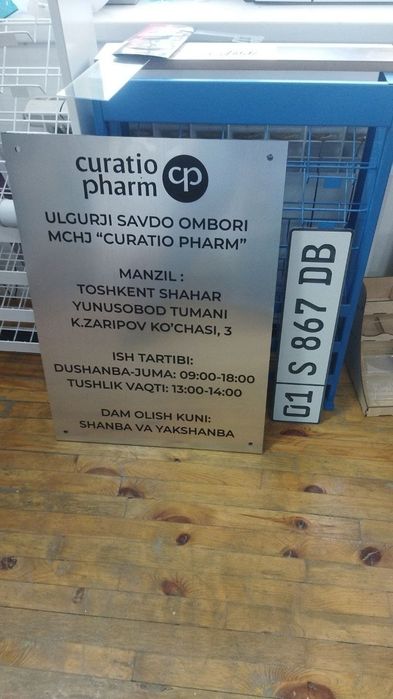 curatio
pharm
cp
ULGURJI SAVDO OMBORI
MCHJ "CURATIO PHARM"
MANZIL :
TOSHKENT SHAHAR
YUNUSOBOD TUMANI
K.ZARIPOV KO'CHASI, 3
ISH TARTIBI:
DUSHANBA-JUMA: 09:00-18:00
TUSHLIK VAQTI: 13:00-14:00
DAM OLISH KUNI:
SHANBA VA YAKSHANBA
01 S 867 DB